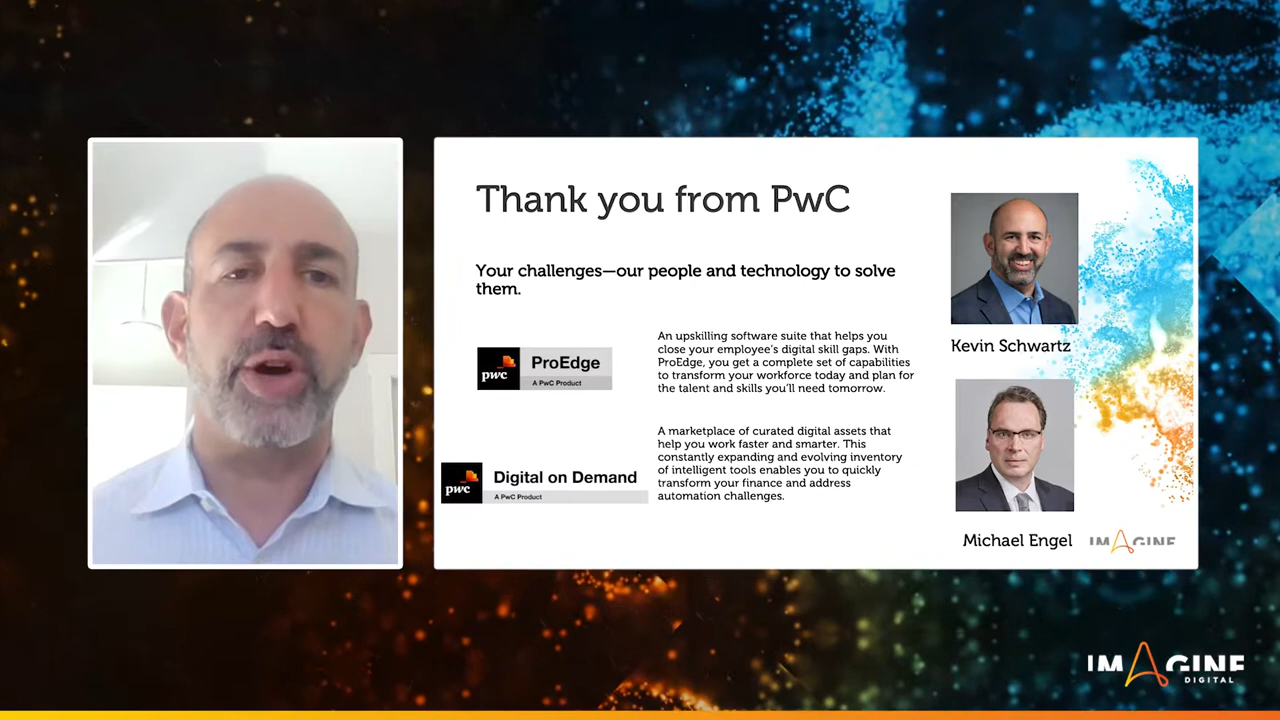 Thank you from PwC
Your challenges—our people and technology to solve
them.
pwc
ProEdge
A PwC Product
An upskilling software suite that helps you
close your employee's digital skill gaps. With
ProEdge, you get a complete set of capabilities
to transform your workforce today and plan for
the talent and skills you'll need tomorrow.
pwc
Digital on Demand
A PwC Product
A marketplace of curated digital assets that
help you work faster and smarter. This
constantly expanding and evolving inventory
of intelligent tools enables you to quickly
transform your finance and address
automation challenges.
Kevin Schwartz
Michael Engel
IMAGINE
IMAGINE
DIGITAL